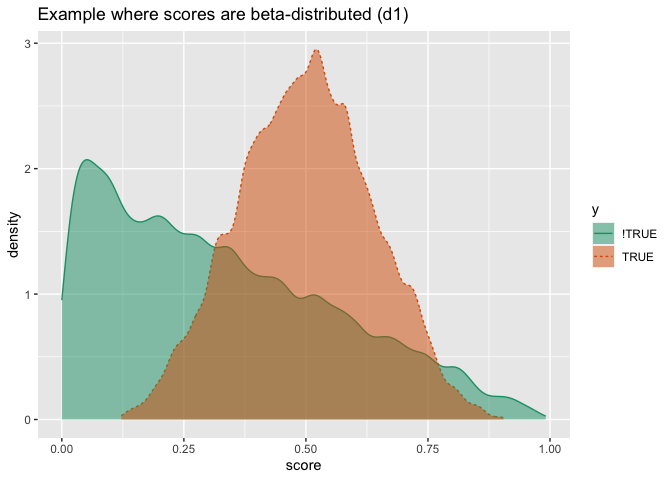 Example where scores are beta-distributed (d1)
3
2
1
0
density
0.00 0.25 0.50 0.75 1.00
score
y
!TRUE
TRUE